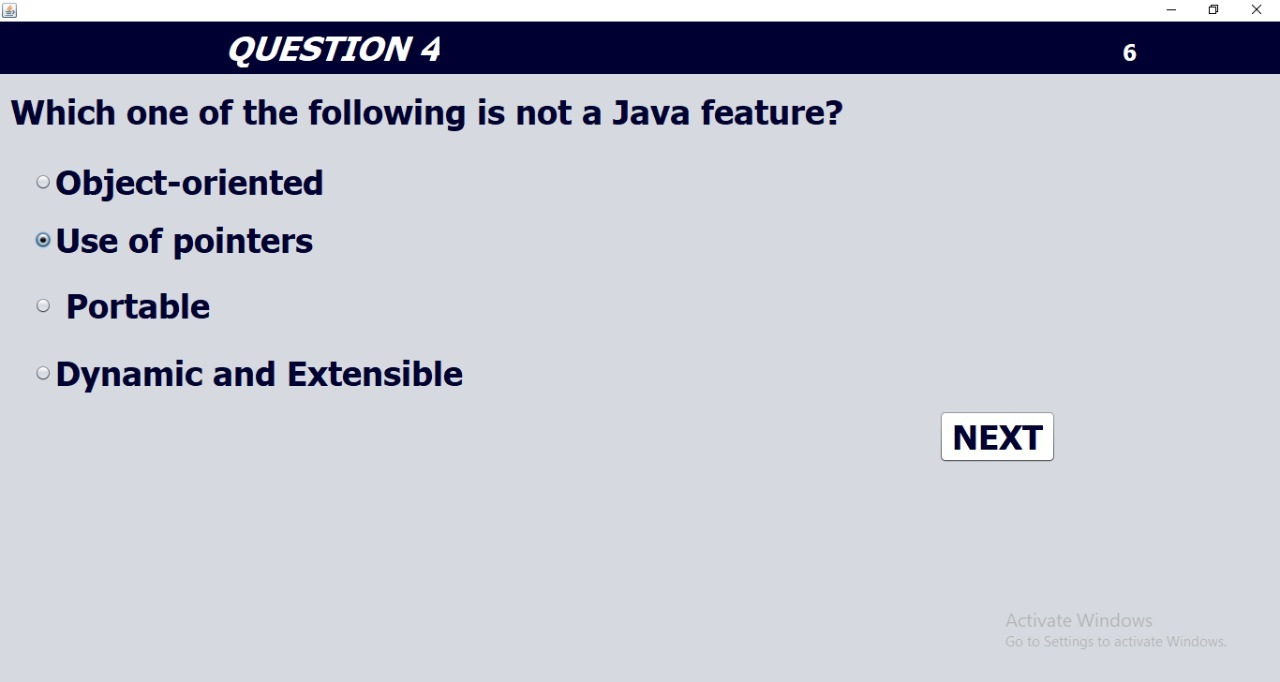 QUESTION 4
6
Which one of the following is not a Java feature?
Object-oriented
Use of pointers
Portable
Dynamic and Extensible
NEXT
Activate Windows
Go to Settings to activate Windows.